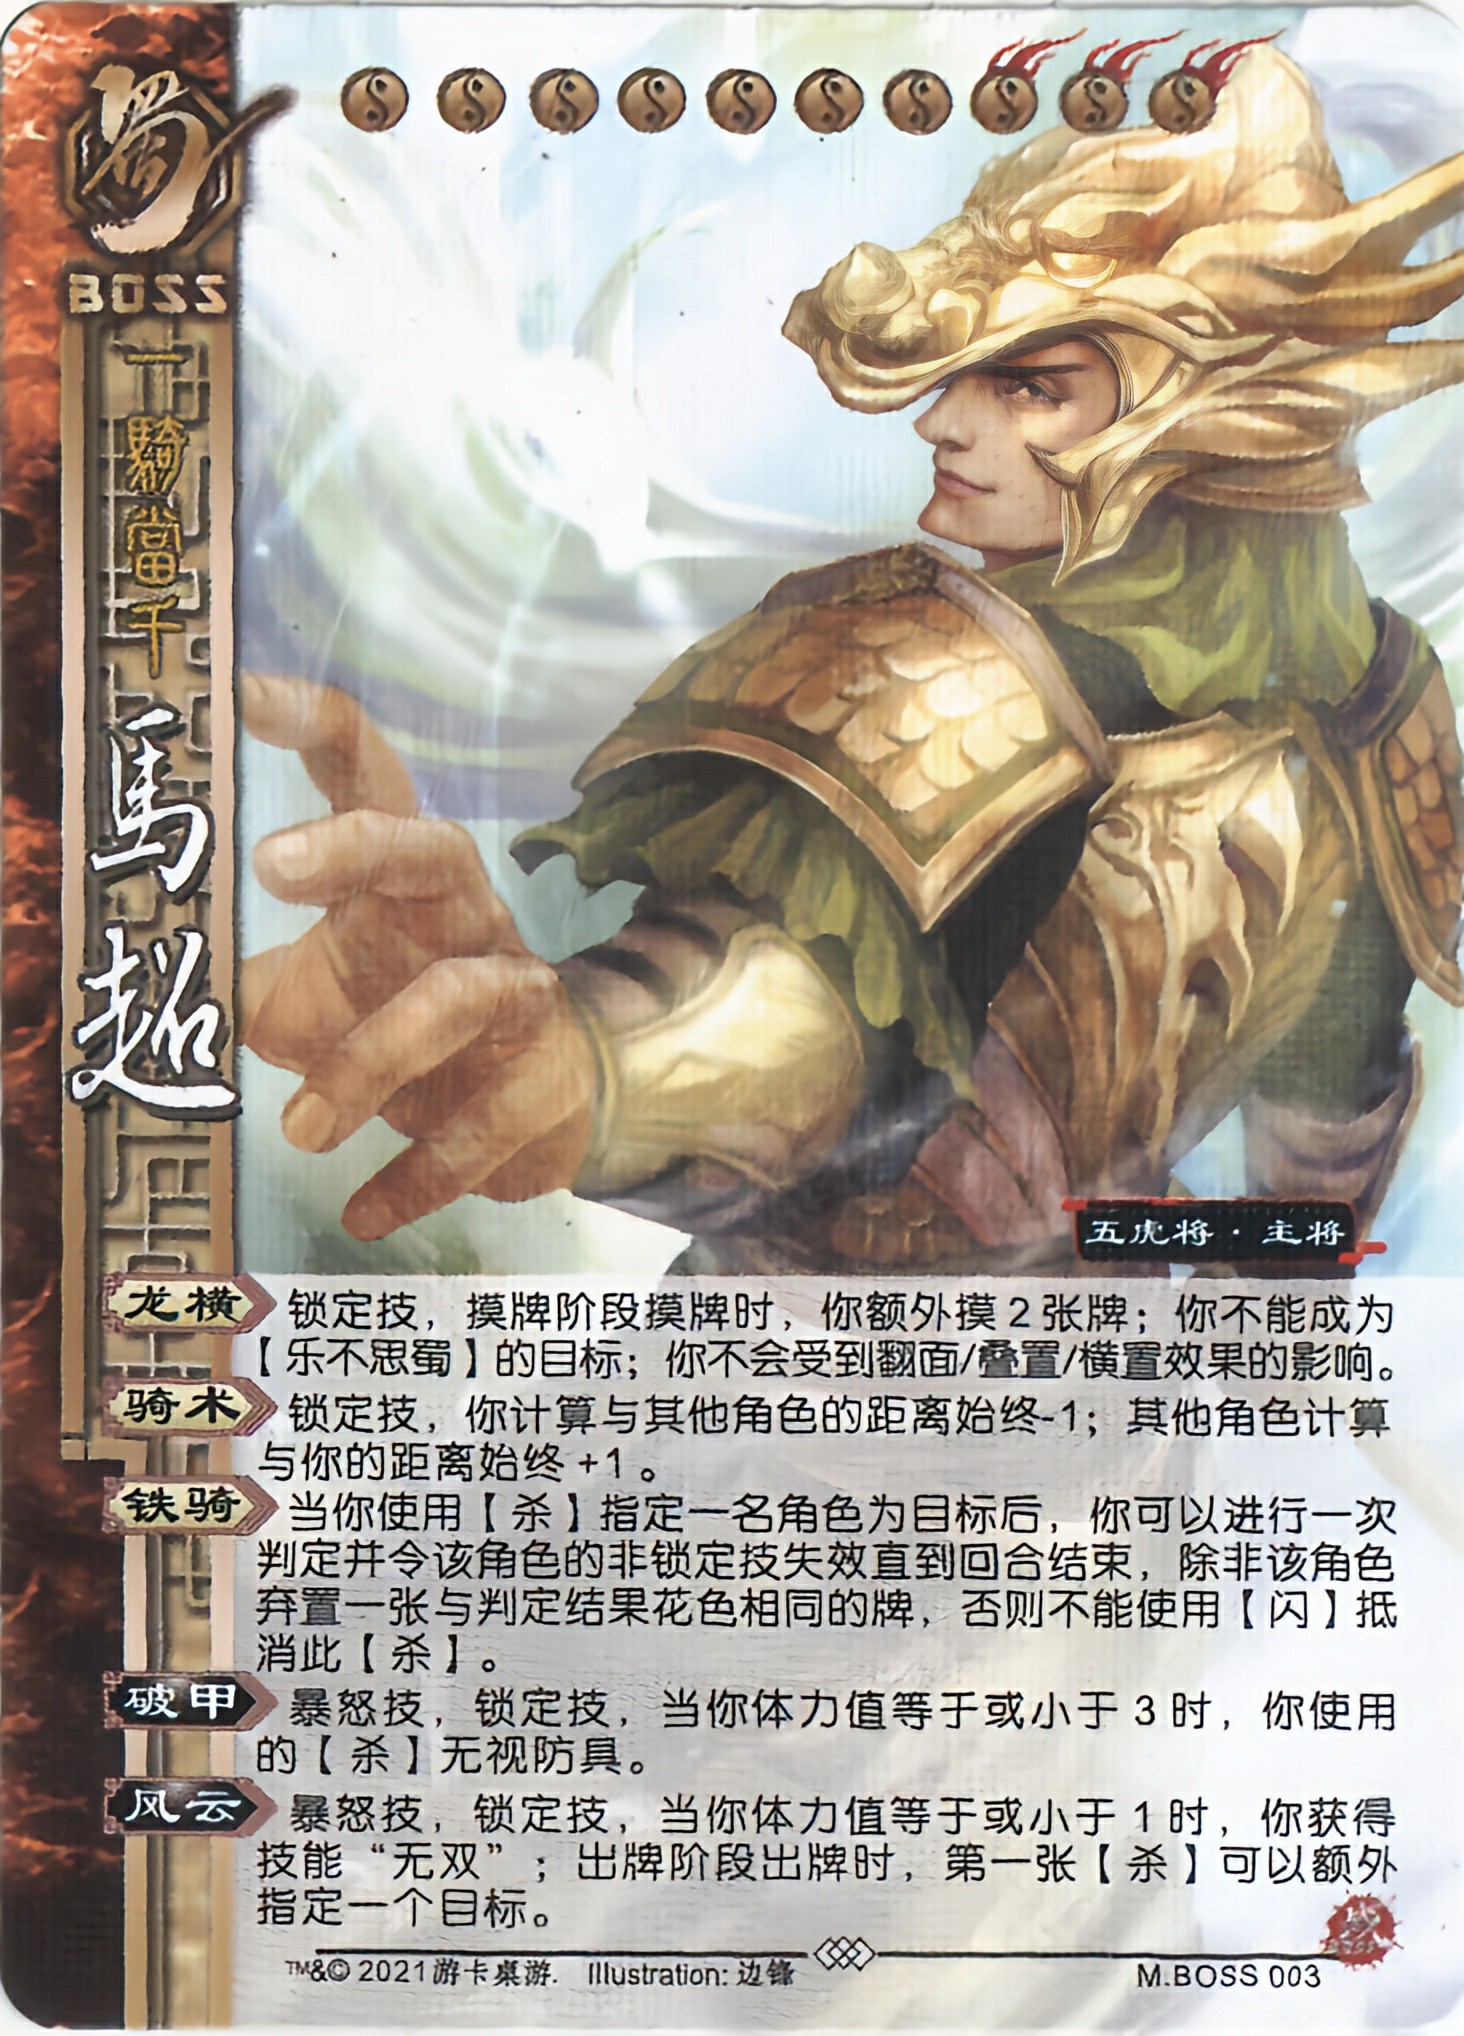 蜀
BOSS
一騎當千
馬超
五虎将·主将
龙横
锁定技，摸牌阶段摸牌时，你额外摸2张牌；你不能成为
【乐不思蜀】的目标；你不会受到翻面/叠置/横置效果的影响。
骑术
锁定技，你计算与其他角色的距离始终-1；其他角色计算
与你的距离始终+1。
铁骑
当你使用【杀】指定一名角色为目标后，你可以进行一次
判定并令该角色的非锁定技失效直到回合结束，除非该角色
弃置一张与判定结果花色相同的牌，否则不能使用【闪】抵
消此【杀】。
破甲
暴怒技，锁定技，当你体力值等于或小于3时，你使用
的【杀】无视防具。
风云
暴怒技，锁定技，当你体力值等于或小于1时，你获得
技能“无双”；出牌阶段出牌时，第一张【杀】可以额外
指定一个目标。
™&© 2021游卡桌游. Illustration: 边锋
M.BOSS 003